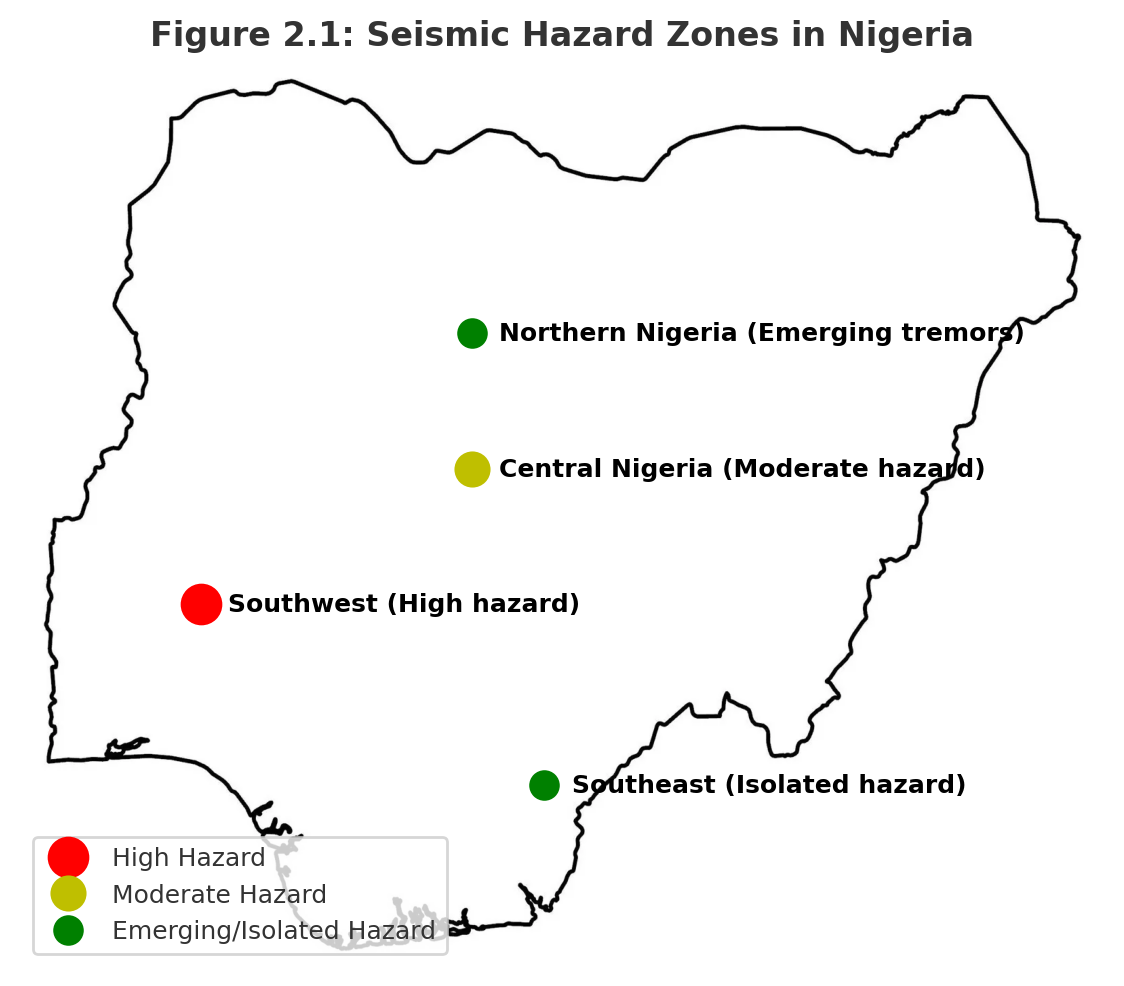 Figure 2.1: Seismic Hazard Zones in Nigeria
Northern Nigeria (Emerging tremors)
Central Nigeria (Moderate hazard)
Southwest (High hazard)
Southeast (Isolated hazard)
High Hazard
Moderate Hazard
Emerging/Isolated Hazard